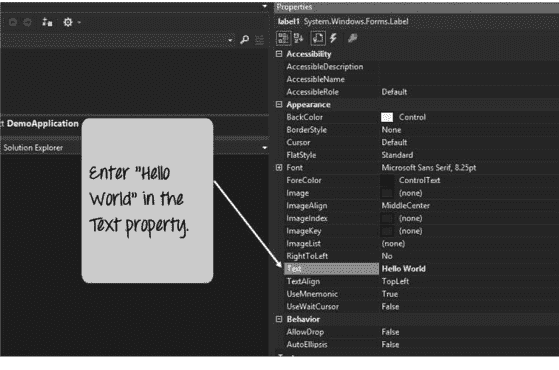 Properties
label1 System.Windows.Forms.Label
Accessibility
AccessibleDescription
AccessibleName
AccessibleRole Default
Appearance
BackColor Control
BorderStyle None
Cursor Default
FlatStyle Standard
Font Microsoft Sans Serif, 8.25pt
ForeColor ControlText
Image (none)
ImageAlign MiddleCenter
ImageIndex (none)
ImageKey (none)
ImageList (none)
RightToLeft No
Text Hello World
TextAlign TopLeft
UseMnemonic True
UseWaitCursor False
Behavior
AllowDrop False
AutoEllipsis False
DemoApplication
Solution Explorer
Enter "Hello
World" in the
Text property.